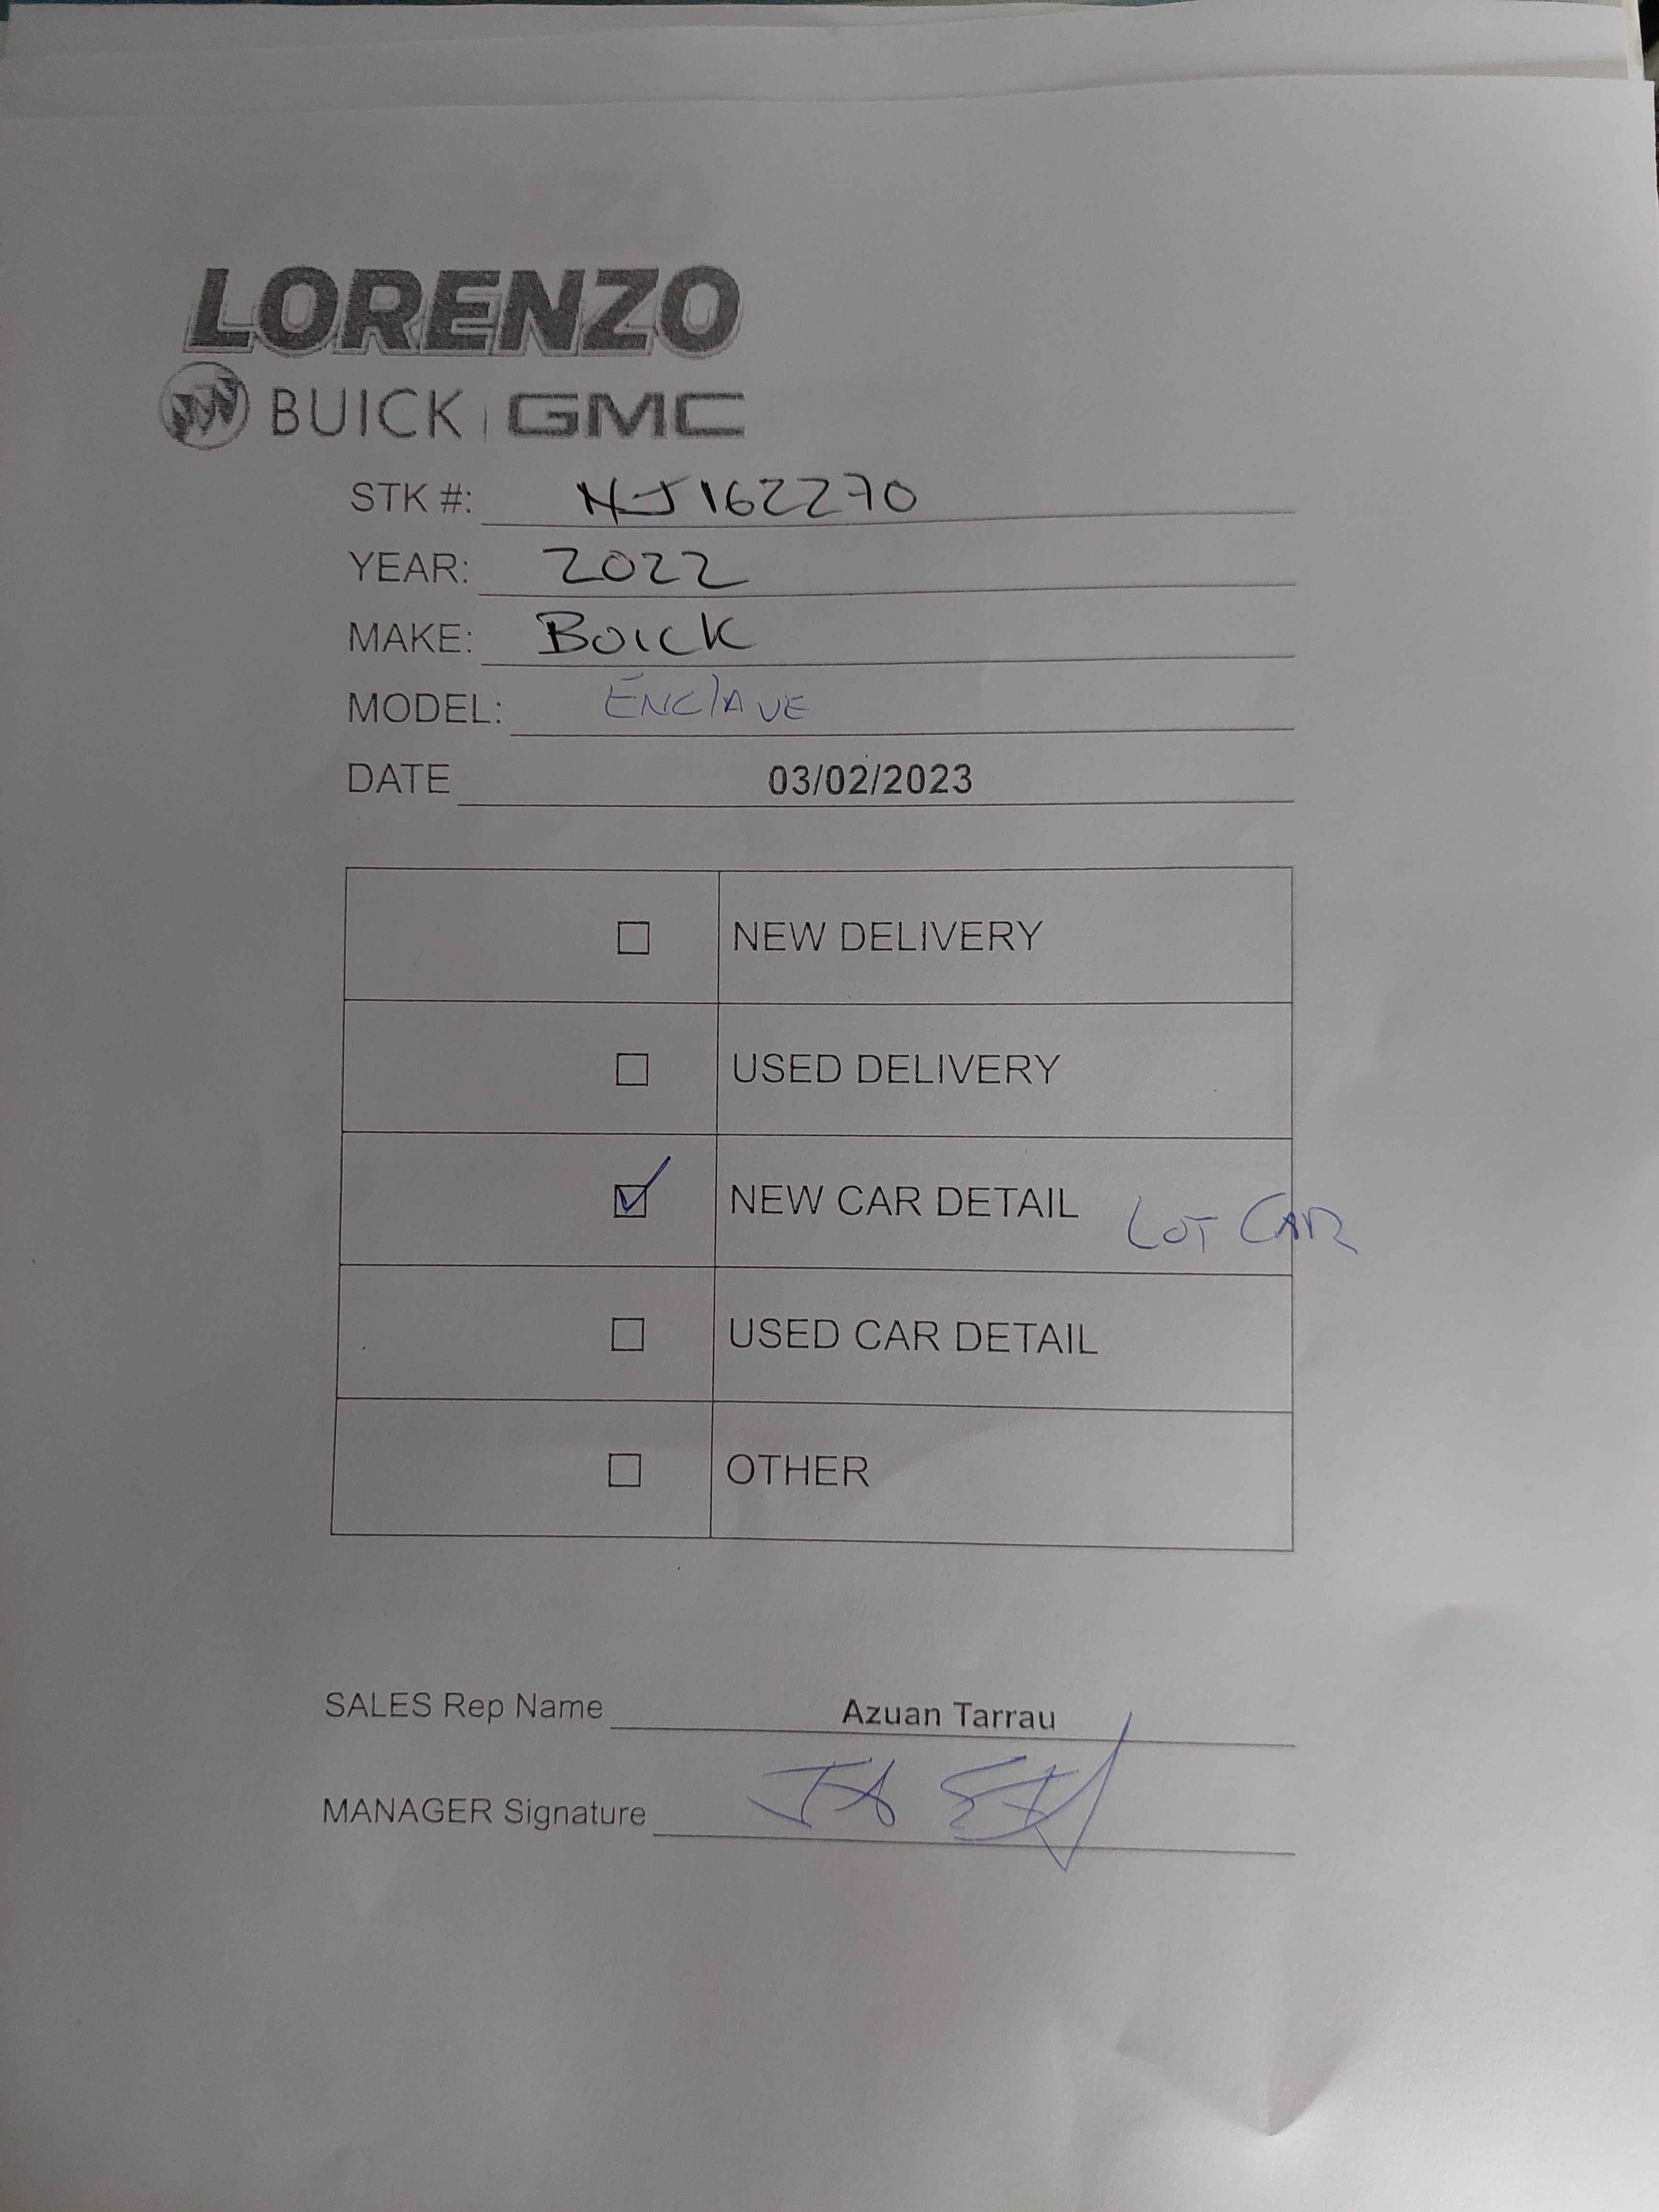 LORENZO
BUICK | GMC
STK #: NJ162270
YEAR: 2022
MAKE: Buick
MODEL: EnclAVE
DATE 03/02/2023
NEW DELIVERY
USED DELIVERY
NEW CAR DETAIL LOT CAR
USED CAR DETAIL
OTHER
SALES Rep Name Azuan Tarrau
MANAGER Signature